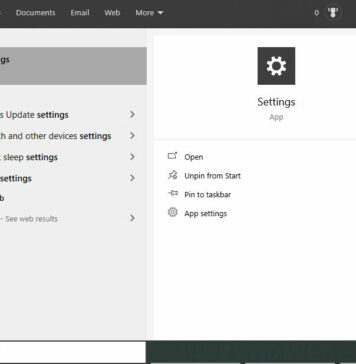 Documents Email Web More 0
gs
Settings
App
s Update settings
h and other devices settings
sleep settings
settings
b
- See web results
Open
Unpin from Start
Pin to taskbar
App settings